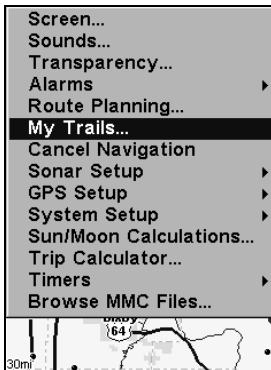 Screen...
Sounds...
Transparency...
Alarms
Route Planning...
My Trails...
Cancel Navigation
Sonar Setup
GPS Setup
System Setup
Sun/Moon Calculations...
Trip Calculator...
Timers
Browse MMC Files...
Bixby
64
30mi